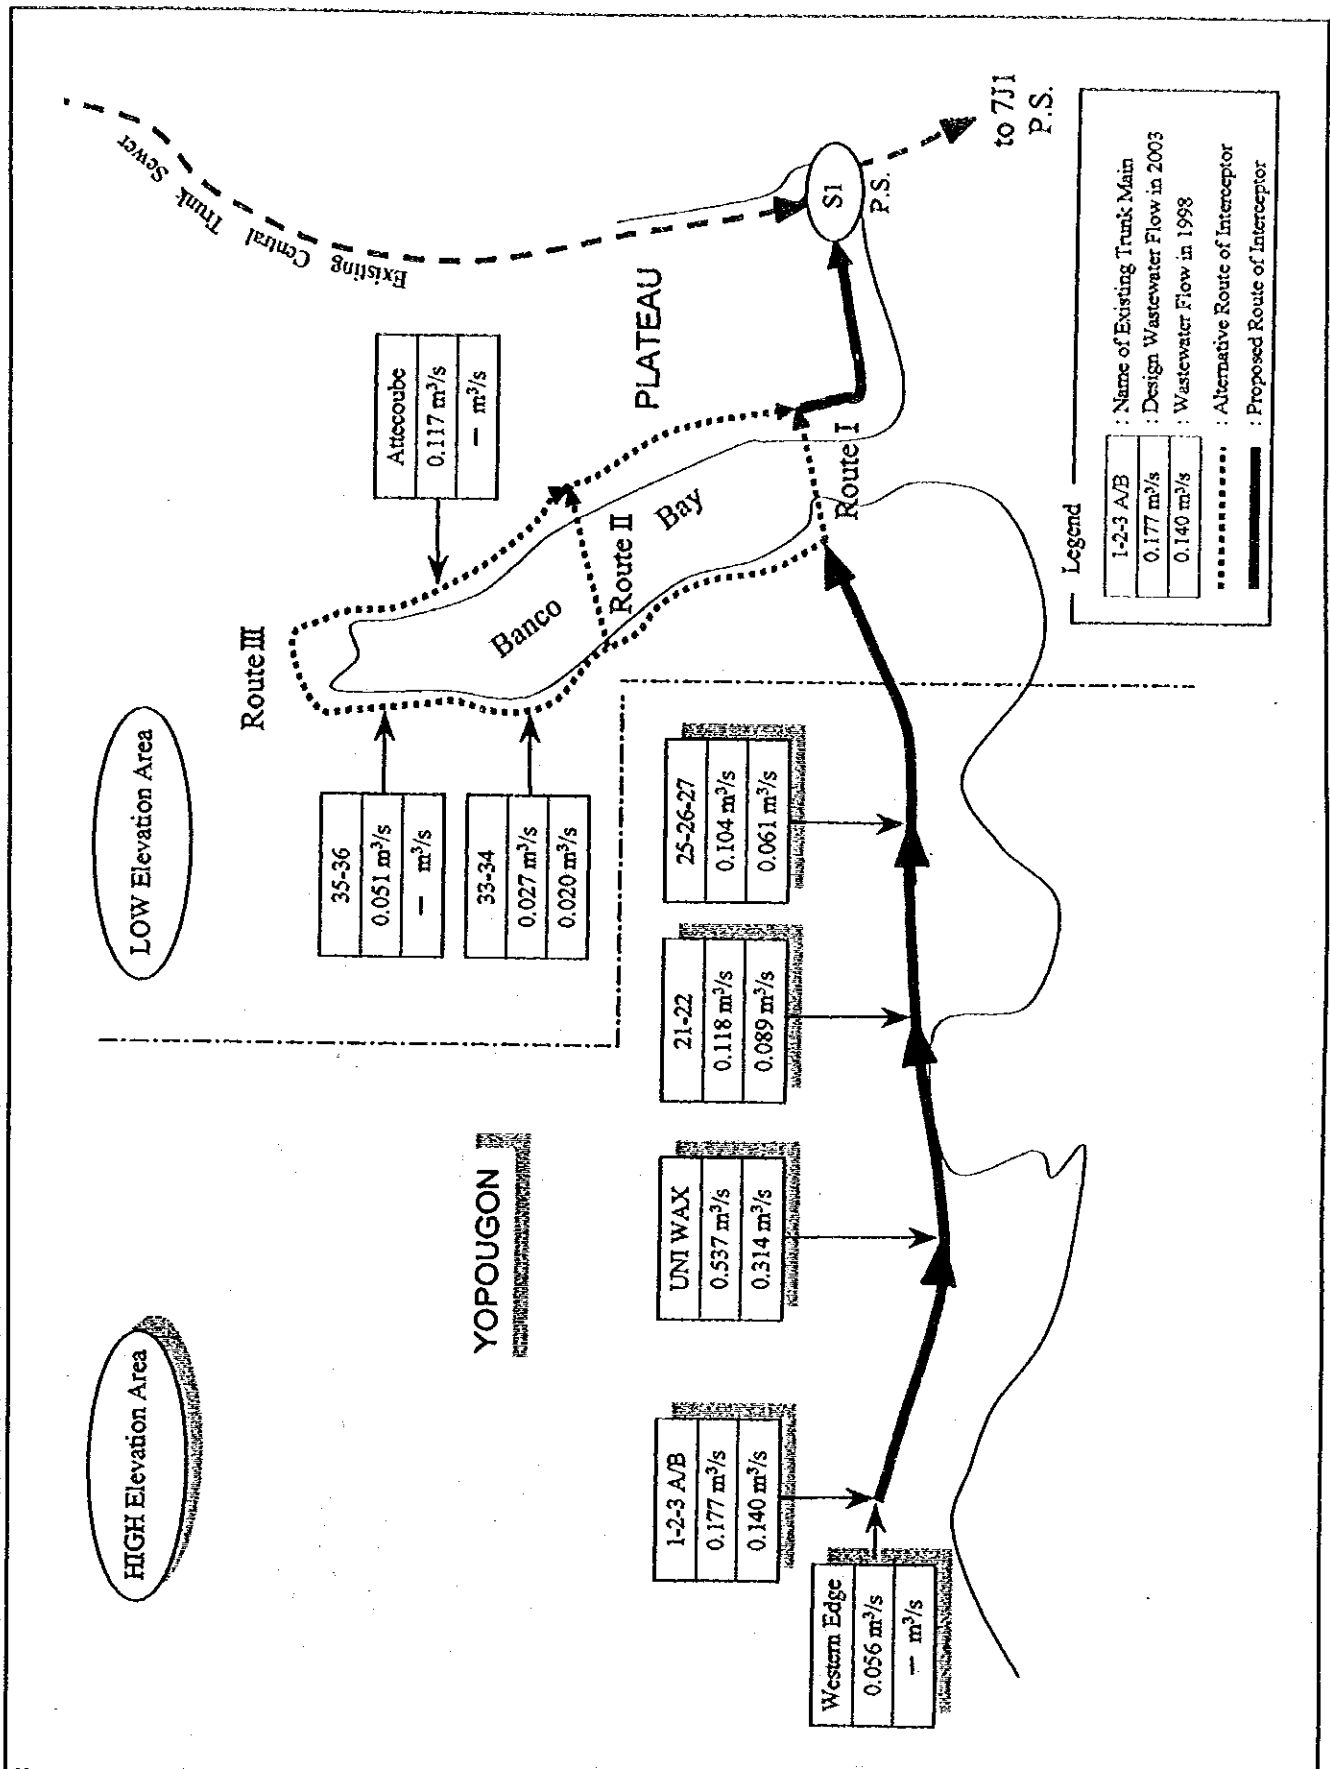 HIGH Elevation Area
LOW Elevation Area
Existing Central Trunk Sewer
YOPOUGON
Route III
35-36
0.051 m³/s
— m³/s
33-34
0.027 m³/s
0.020 m³/s
Attecoube
0.117 m³/s
— m³/s
Banco
Bay
Route II
PLATEAU
Route I
S1
P.S.
to 7J1
P.S.
Western Edge
0.056 m³/s
— m³/s
1-2-3 A/B
0.177 m³/s
0.140 m³/s
UNI WAX
0.537 m³/s
0.314 m³/s
21-22
0.118 m³/s
0.089 m³/s
25-26-27
0.104 m³/s
0.061 m³/s
Legend
1-2-3 A/B : Name of Existing Trunk Main
0.177 m³/s : Design Wastewater Flow in 2003
0.140 m³/s : Wastewater Flow in 1998
: Alternative Route of Interceptor
: Proposed Route of Interceptor